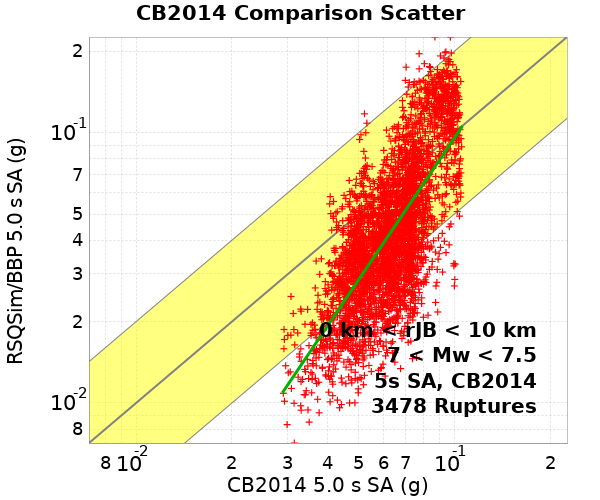 CB2014 Comparison Scatter
RSQSim/BBP 5.0 s SA (g)
2
10-1
7
5
4
3
2
10-2
8
0 km < rJB < 10 km
7 < Mw < 7.5
5s SA, CB2014
3478 Ruptures
8 10-2 2 3 4 5 6 7 10-1 2
CB2014 5.0 s SA (g)